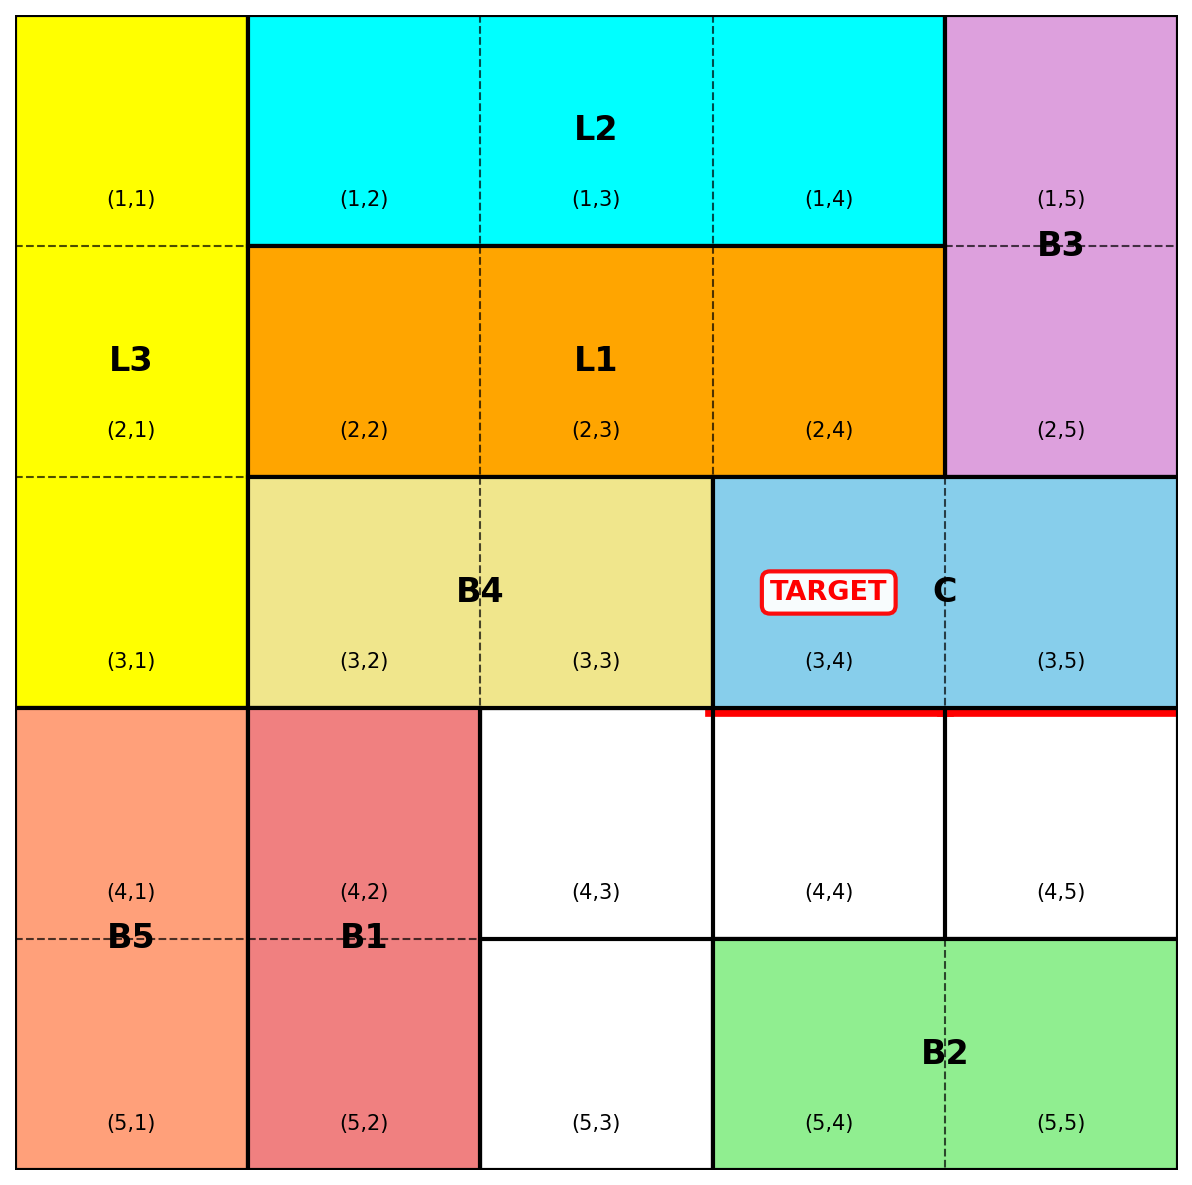 L2
(1,1) (1,2) (1,3) (1,4) (1,5)
B3
L3 L1
(2,1) (2,2) (2,3) (2,4) (2,5)
B4 TARGET C
(3,1) (3,2) (3,3) (3,4) (3,5)
(4,1) (4,2) (4,3) (4,4) (4,5)
B5 B1
B2
(5,1) (5,2) (5,3) (5,4) (5,5)